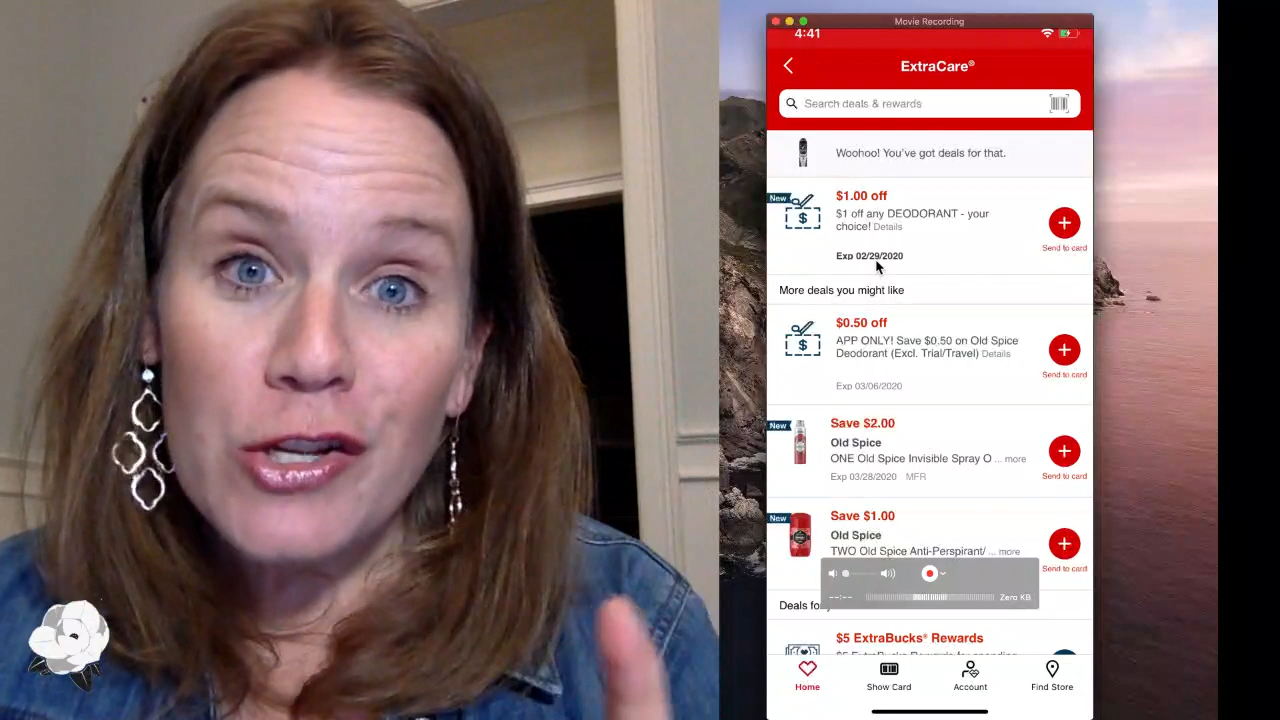 Movie Recording
4:41
ExtraCare®
Search deals & rewards
Woohoo! You've got deals for that.
New
$1.00 off
$1 off any DEODORANT - your
choice! Details
Send to card
Exp 02/29/2020
More deals you might like
$0.50 off
APP ONLY! Save $0.50 on Old Spice
Deodorant (Excl. Trial/Travel) Details
Send to card
Exp 03/06/2020
New
Save $2.00
Old Spice
ONE Old Spice Invisible Spray O ... more
Exp 03/28/2020 MFR
Send to card
New
Save $1.00
Old Spice
TWO Old Spice Anti-Perspirant/ ... more
Send to card
--:--
Zero KB
Deals fo
$5 ExtraBucks® Rewards
Home
Show Card
Account
Find Store